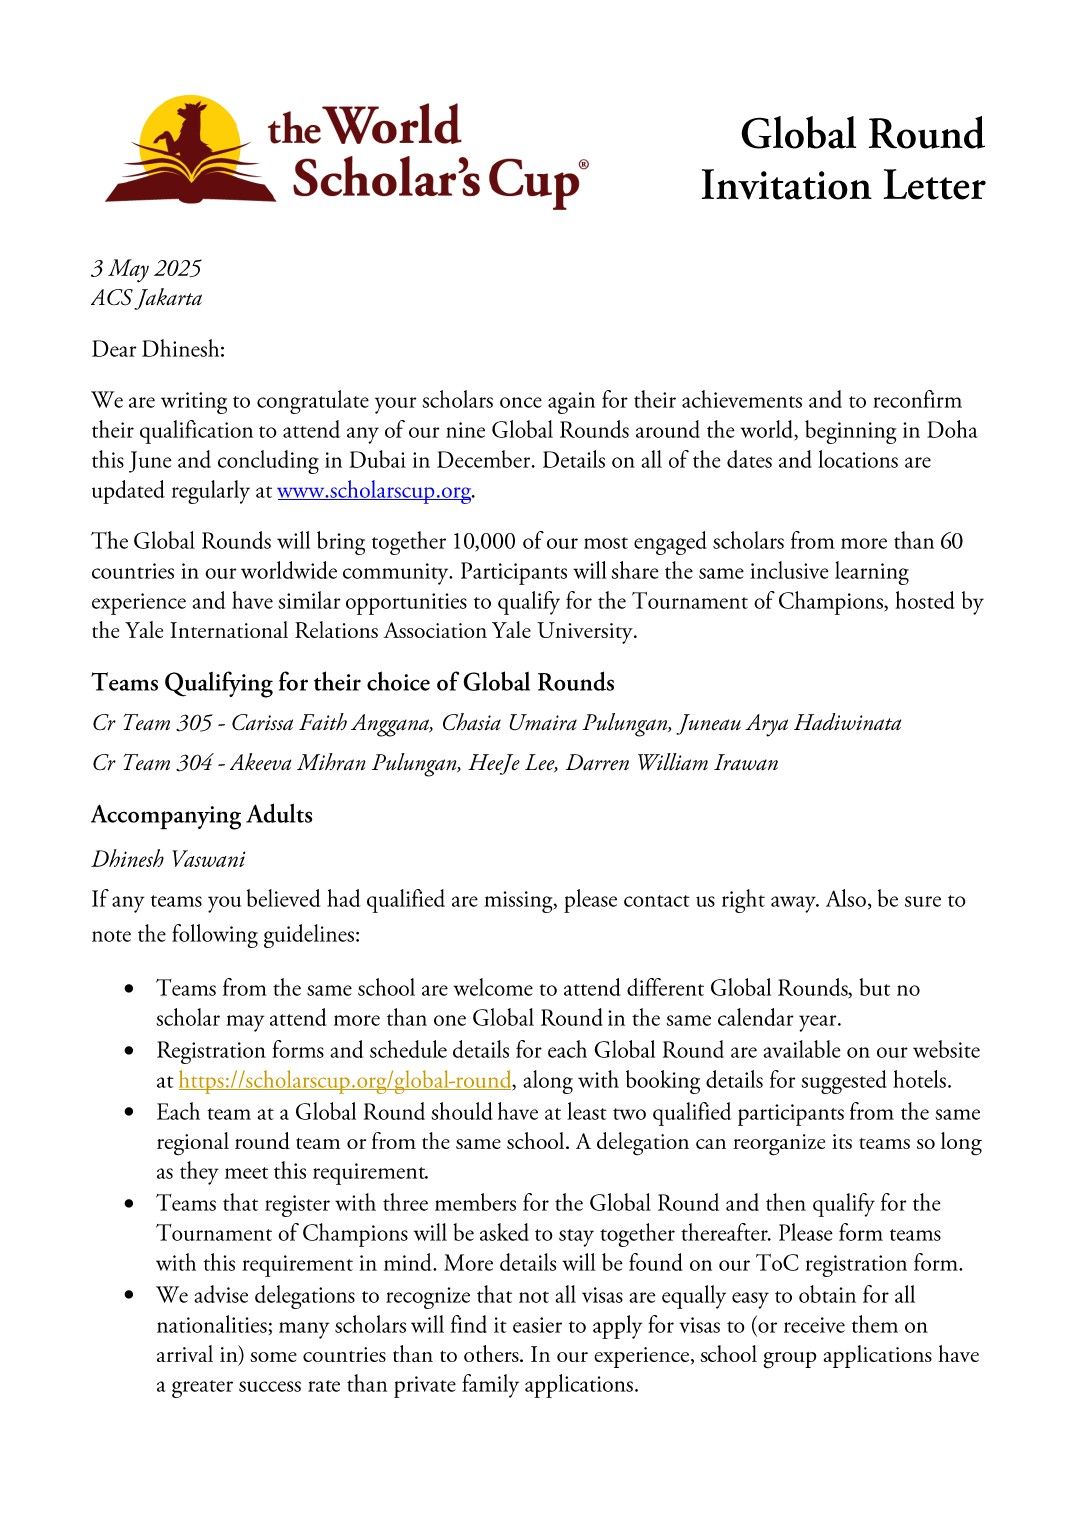 the World
Scholar's Cup®
Global Round
Invitation Letter
3 May 2025
ACS Jakarta
Dear Dhinesh:
We are writing to congratulate your scholars once again for their achievements and to reconfirm
their qualification to attend any of our nine Global Rounds around the world, beginning in Doha
this June and concluding in Dubai in December. Details on all of the dates and locations are
updated regularly at www.scholarscup.org.
The Global Rounds will bring together 10,000 of our most engaged scholars from more than 60
countries in our worldwide community. Participants will share the same inclusive learning
experience and have similar opportunities to qualify for the Tournament of Champions, hosted by
the Yale International Relations Association Yale University.
Teams Qualifying for their choice of Global Rounds
Cr Team 305 - Carissa Faith Anggana, Chasia Umaira Pulungan, Juneau Arya Hadiwinata
Cr Team 304 - Akeeva Mihran Pulungan, HeeJe Lee, Darren William Irawan
Accompanying Adults
Dhinesh Vaswani
If any teams you believed had qualified are missing, please contact us right away. Also, be sure to
note the following guidelines:
• Teams from the same school are welcome to attend different Global Rounds, but no
scholar may attend more than one Global Round in the same calendar year.
• Registration forms and schedule details for each Global Round are available on our website
at https://scholarscup.org/global-round, along with booking details for suggested hotels.
• Each team at a Global Round should have at least two qualified participants from the same
regional round team or from the same school. A delegation can reorganize its teams so long
as they meet this requirement.
• Teams that register with three members for the Global Round and then qualify for the
Tournament of Champions will be asked to stay together thereafter. Please form teams
with this requirement in mind. More details will be found on our ToC registration form.
• We advise delegations to recognize that not all visas are equally easy to obtain for all
nationalities; many scholars will find it easier to apply for visas to (or receive them on
arrival in) some countries than to others. In our experience, school group applications have
a greater success rate than private family applications.